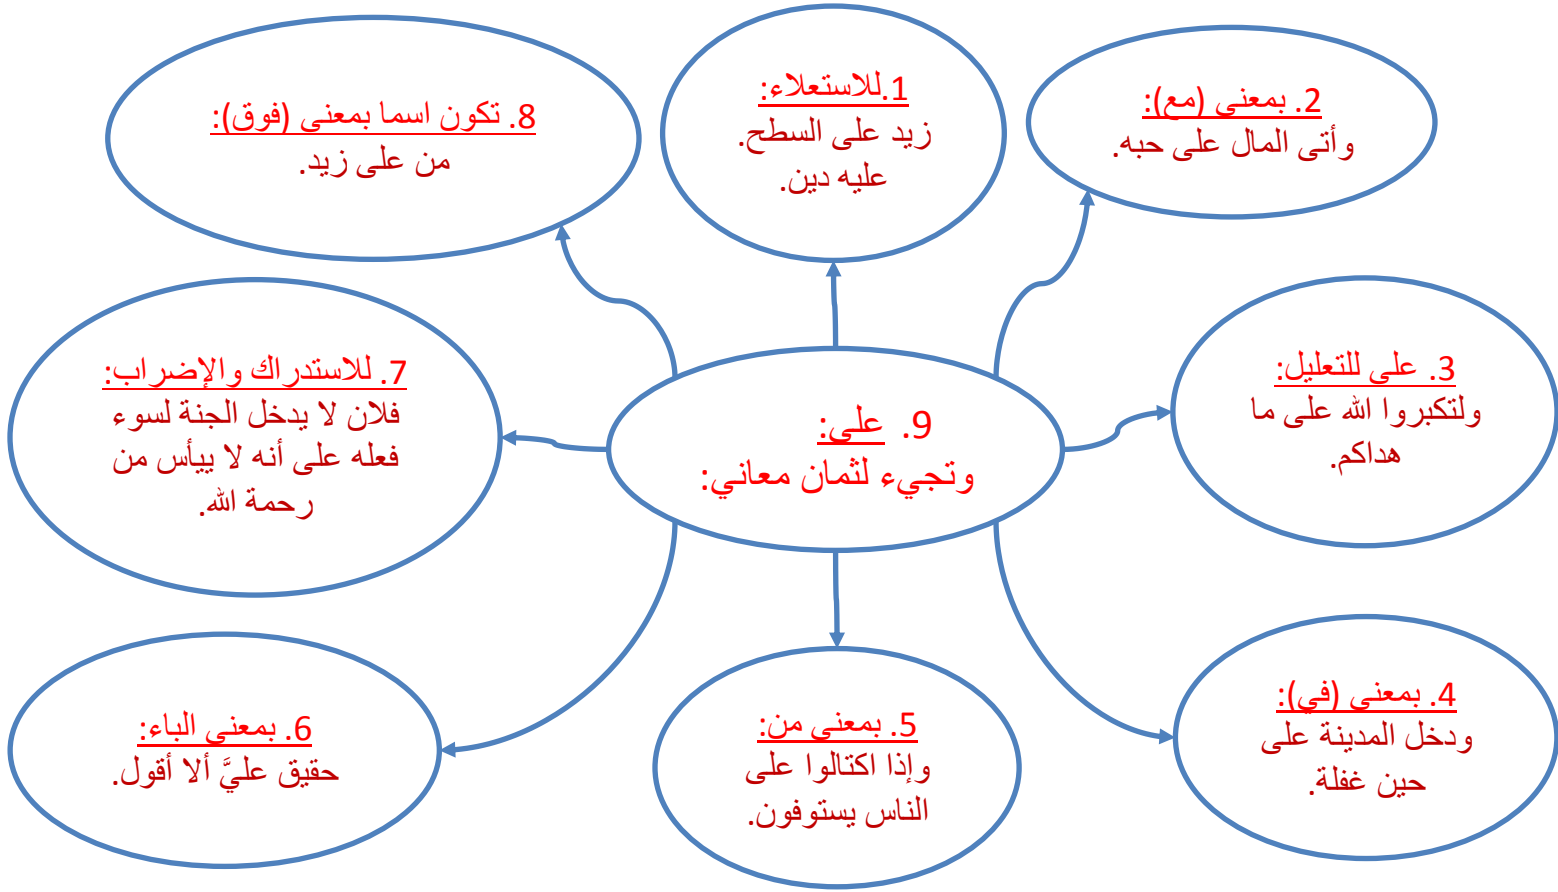 9. على:
وتجيء لثمان معاني:
1.للاستعلاء:
زيد على السطح.
عليه دين.
2. بمعنى (مع):
وأتى المال على حبه.
3. على للتعليل:
ولتكبروا الله على ما
هداكم.
4. بمعنى (في):
ودخل المدينة على
حين غفلة.
5. بمعنى من:
وإذا اكتالوا على
الناس يستوفون.
6. بمعنى الباء:
حقيق عليَّ ألا أقول.
7. للاستدراك والإضراب:
فلان لا يدخل الجنة لسوء
فعله على أنه لا ييأس من
رحمة الله.
8. تكون اسما بمعنى (فوق):
من على زيد.